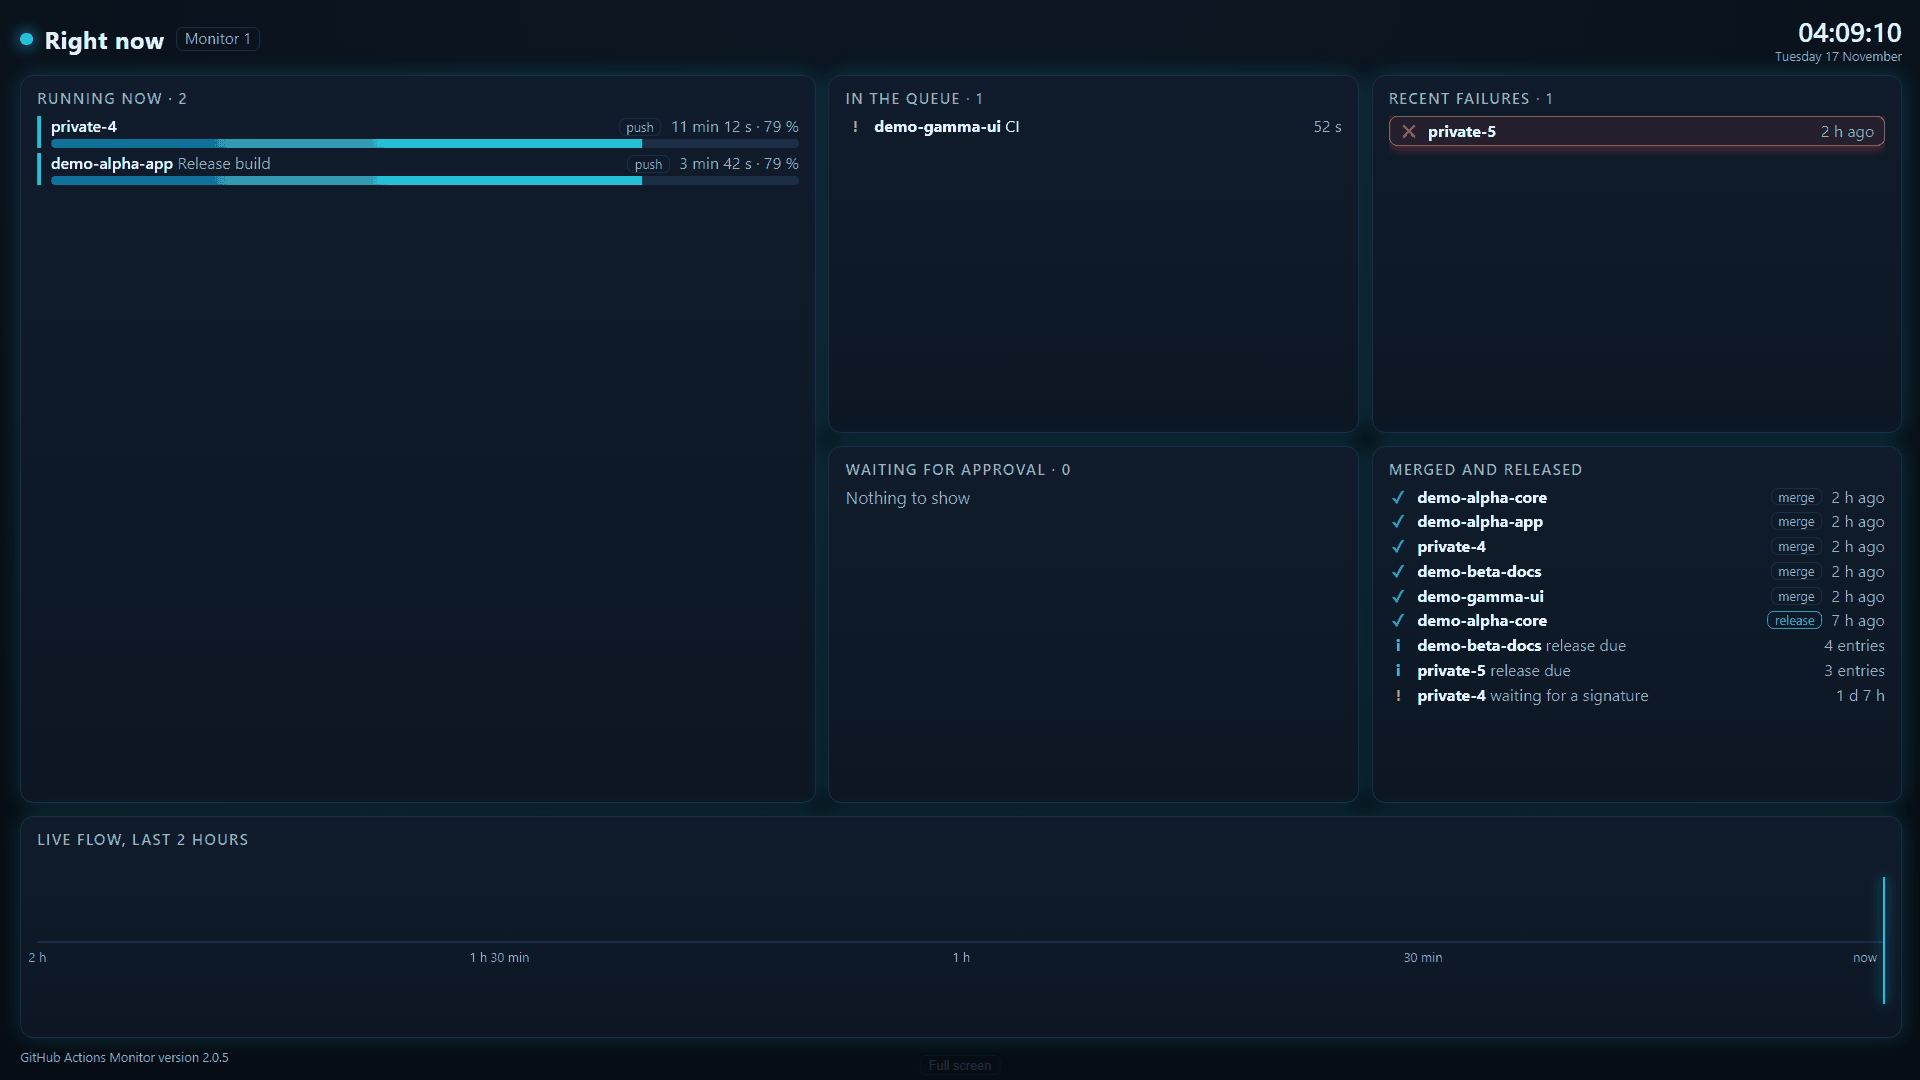 Right now Monitor 1
04:09:10
Tuesday 17 November
RUNNING NOW · 2
private-4 push 11 min 12 s · 79 %
demo-alpha-app Release build push 3 min 42 s · 79 %
IN THE QUEUE · 1
! demo-gamma-ui CI 52 s
RECENT FAILURES · 1
private-5 2 h ago
WAITING FOR APPROVAL · 0
Nothing to show
MERGED AND RELEASED
✓ demo-alpha-core merge 2 h ago
✓ demo-alpha-app merge 2 h ago
✓ private-4 merge 2 h ago
✓ demo-beta-docs merge 2 h ago
✓ demo-gamma-ui merge 2 h ago
✓ demo-alpha-core release 7 h ago
i demo-beta-docs release due 4 entries
i private-5 release due 3 entries
! private-4 waiting for a signature 1 d 7 h
LIVE FLOW, LAST 2 HOURS
2 h 1 h 30 min 1 h 30 min now
GitHub Actions Monitor version 2.0.5
Full screen